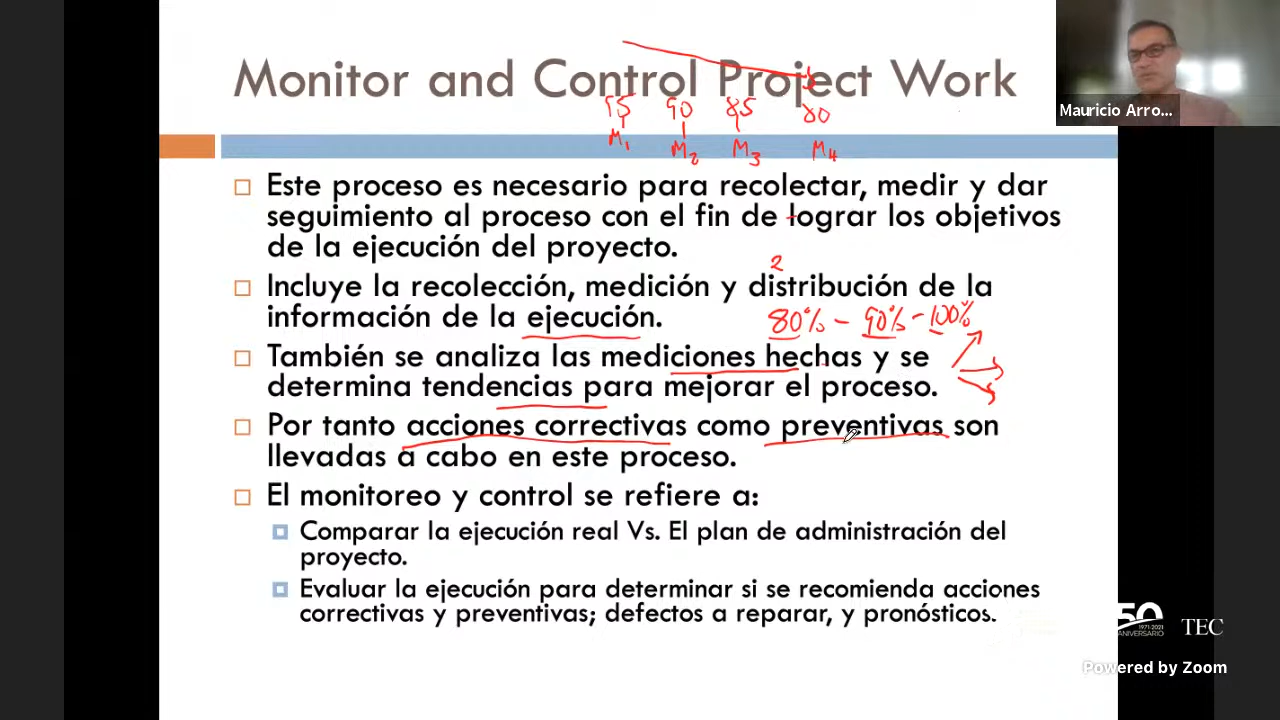 Monitor and Control Project Work
Mauricio Arro...
95 90 85 80
M1 M2 M3 M4
Este proceso es necesario para recolectar, medir y dar
seguimiento al proceso con el fin de lograr los objetivos
de la ejecución del proyecto.
2
Incluye la recolección, medición y distribución de la
información de la ejecución.
80% - 90% - 100%
También se analiza las mediciones hechas y se
determina tendencias para mejorar el proceso.
Por tanto acciones correctivas como preventivas son
llevadas a cabo en este proceso.
El monitoreo y control se refiere a:
Comparar la ejecución real Vs. El plan de administración del
proyecto.
Evaluar la ejecución para determinar si se recomienda acciones
correctivas y preventivas; defectos a reparar, y pronósticos.
50 TEC
1971-2021
ANIVERSARIO
Powered by Zoom